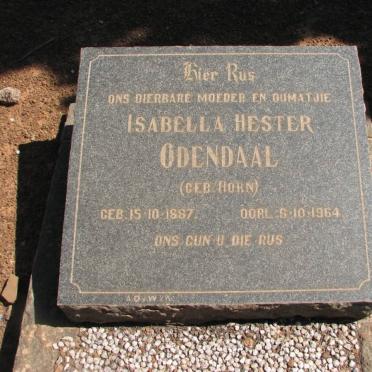 Hier Rus
ONS DIERBARE MOEDER EN OUMATJIE
ISABELLA HESTER
ODENDAAL
(GEB. HORN)
GEB. 15-10-1887. OORL. 6-10-1964
ONS GUN U DIE RUS